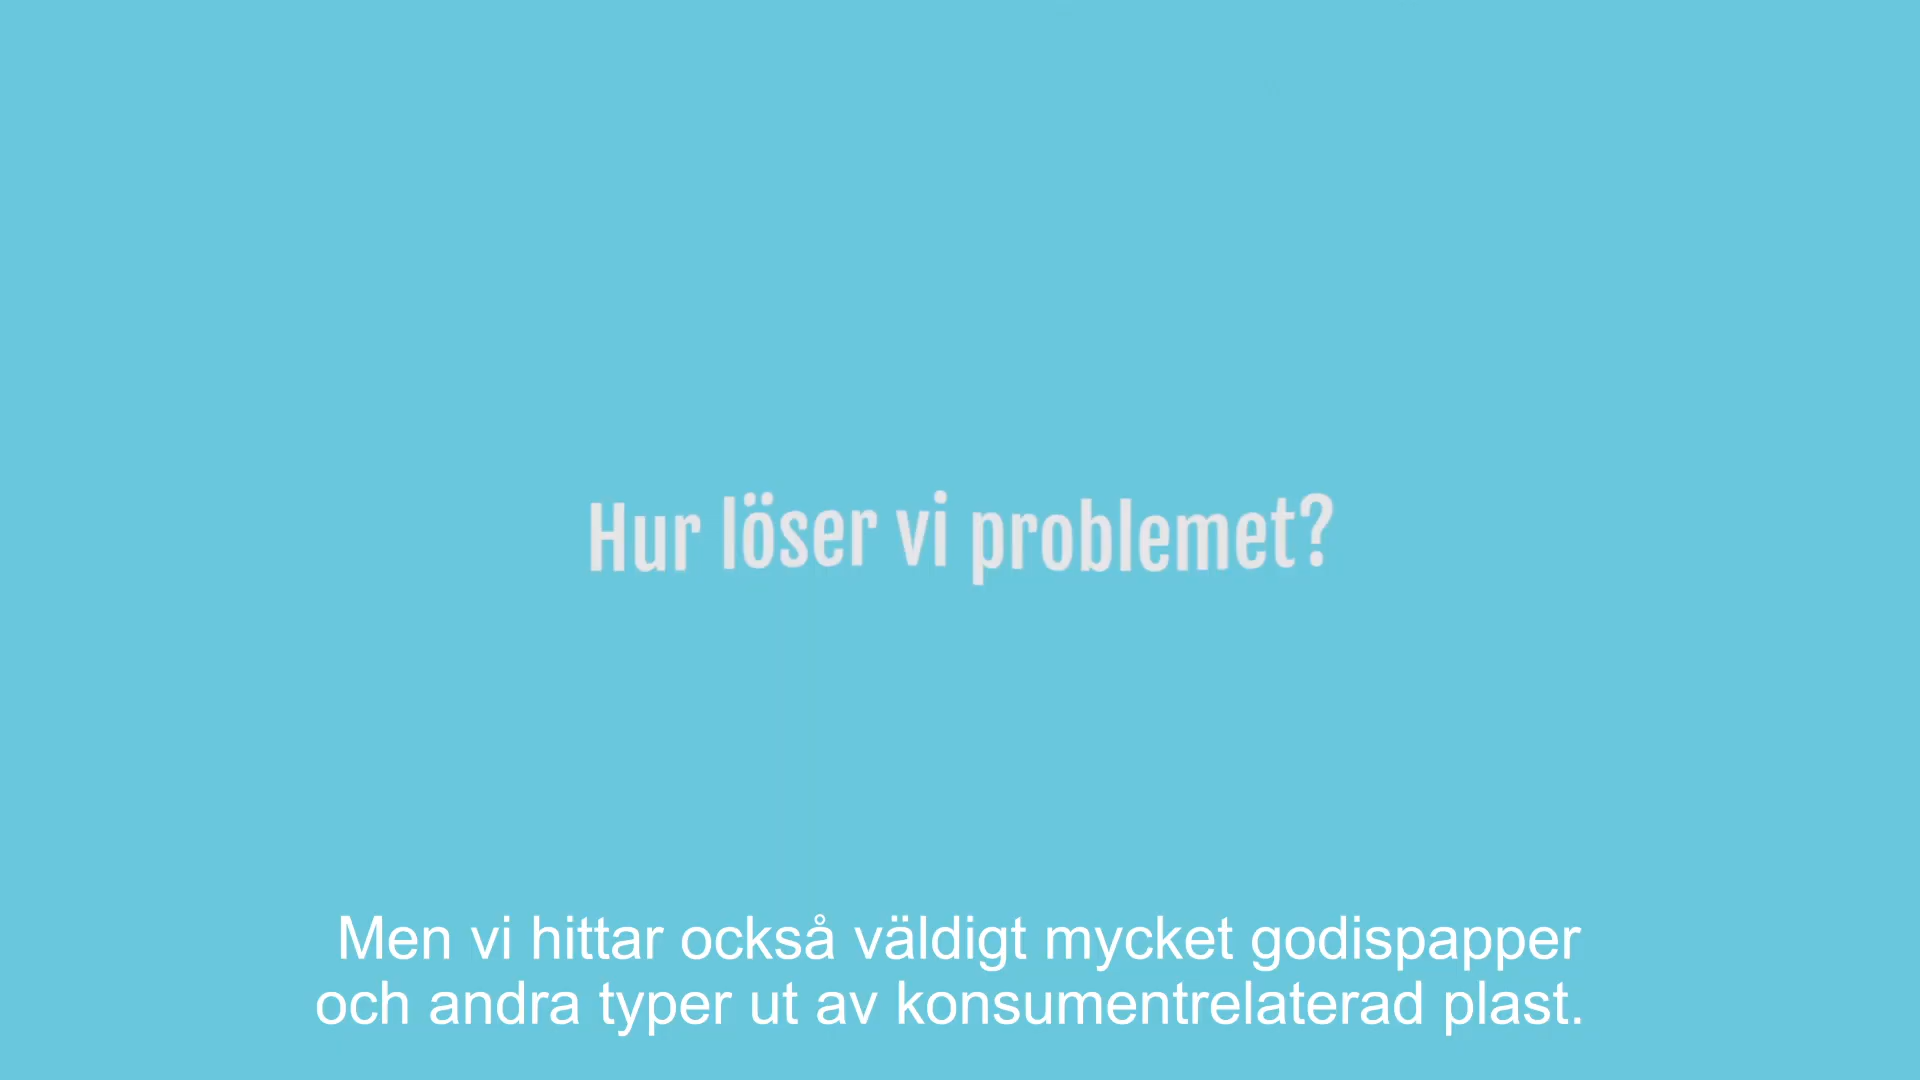 Hur löser vi problemet?
Men vi hittar också väldigt mycket godispapper
och andra typer ut av konsumentrelaterad plast.